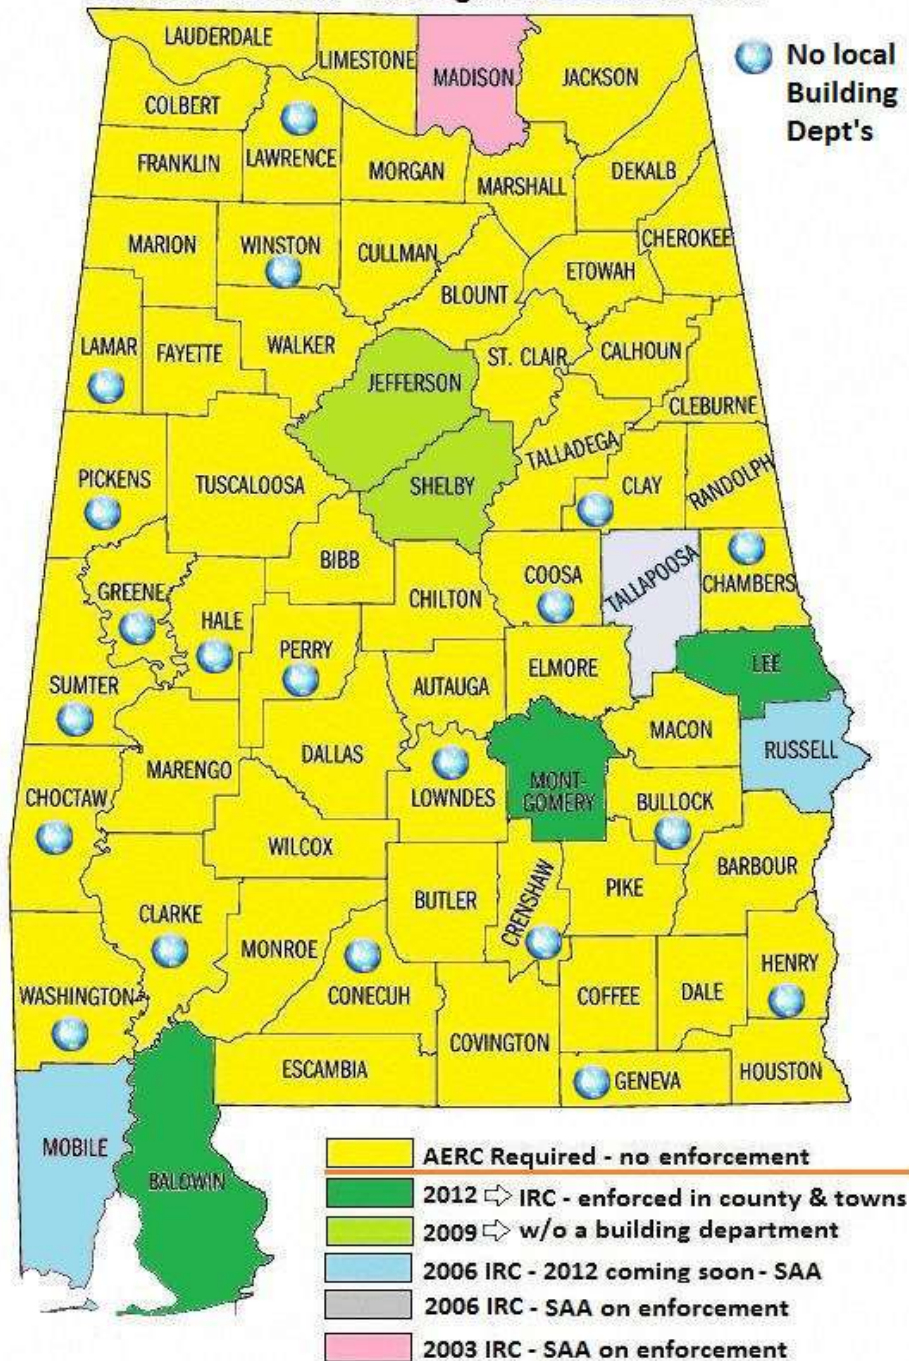 No local
Building
Dept's
LAUDERDALE
LIMESTONE
MADISON
JACKSON
COLBERT
FRANKLIN
LAWRENCE
MORGAN
MARSHALL
DEKALB
MARION
WINSTON
CULLMAN
CHEROKEE
ETOWAH
BLOUNT
LAMAR
FAYETTE
WALKER
ST. CLAIR
CALHOUN
JEFFERSON
CLEBURNE
TALLADEGA
PICKENS
TUSCALOOSA
SHELBY
CLAY
RANDOLPH
BIBB
COOSA
TALLAPOOSA
CHAMBERS
GREENE
HALE
CHILTON
PERRY
LEE
SUMTER
AUTAUGA
ELMORE
MACON
RUSSELL
MARENGO
DALLAS
CHOCTAW
LOWNDES
MONT-
GOMERY
BULLOCK
WILCOX
BARBOUR
CLARKE
BUTLER
CRENSHAW
PIKE
MONROE
HENRY
WASHINGTON
CONECUH
COFFEE
DALE
COVINGTON
ESCAMBIA
GENEVA
HOUSTON
MOBILE
BALDWIN
AERC Required - no enforcement
2012 ⇨ IRC - enforced in county & towns
2009 ⇨ w/o a building department
2006 IRC - 2012 coming soon - SAA
2006 IRC - SAA on enforcement
2003 IRC - SAA on enforcement